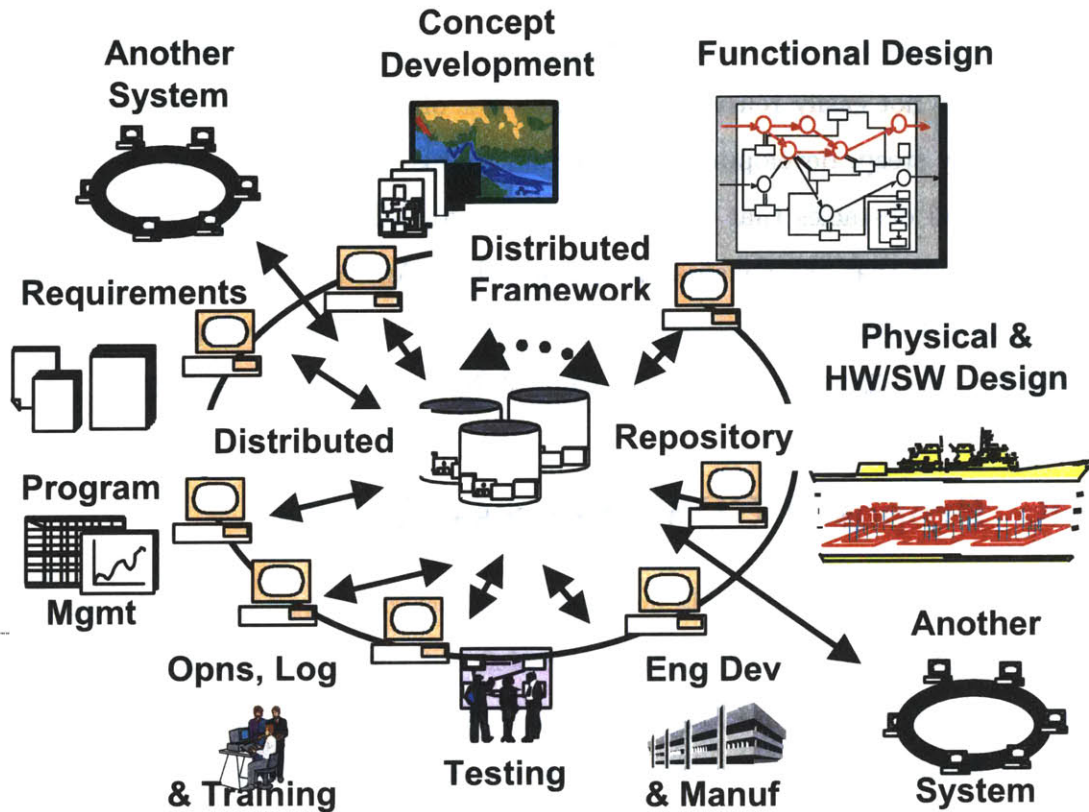 Another
System
Concept
Development
Functional Design
Requirements
Distributed
Framework
Physical &
HW/SW Design
Distributed
Repository
Program
Mgmt
Opns, Log
& Training
Testing
Eng Dev
& Manuf
Another
System